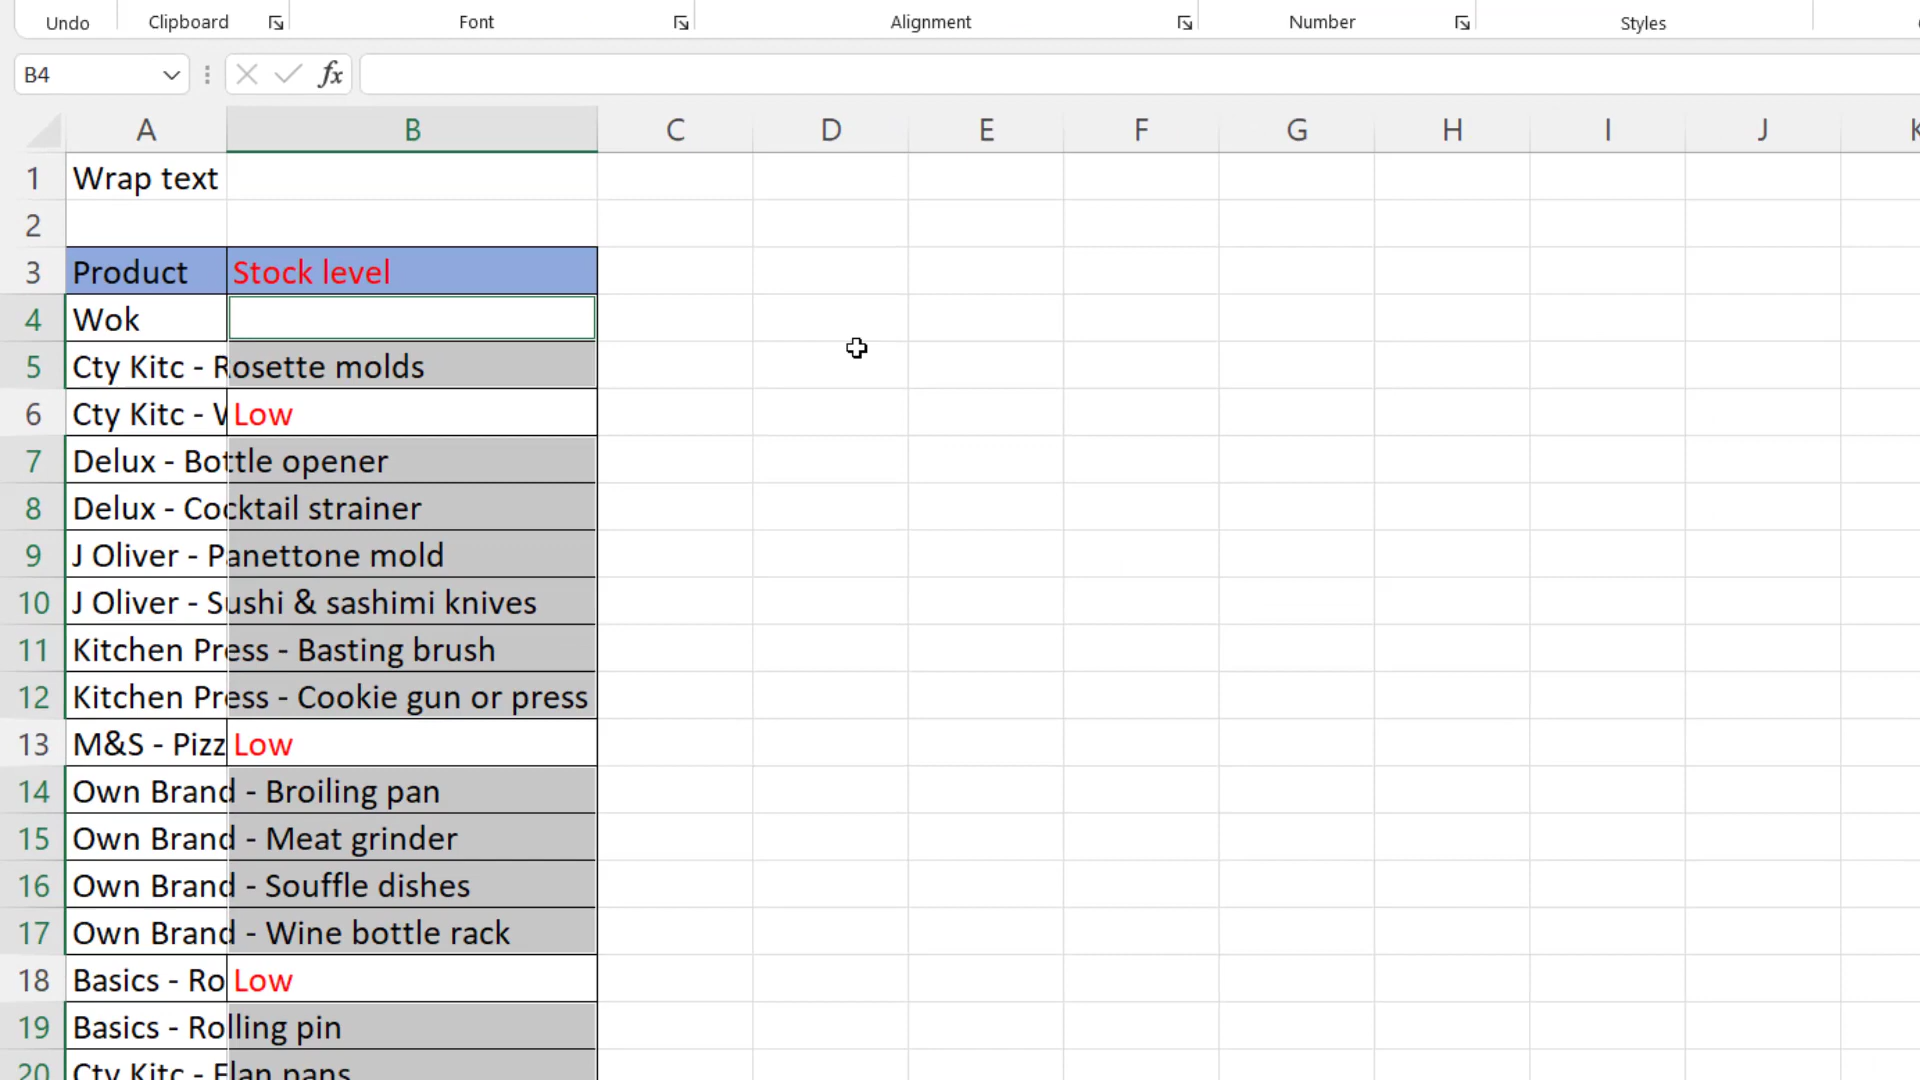 Undo Clipboard Font Alignment Number Styles
B4 fx
A B C D E F G H I J K
1 Wrap text
2
3 Product Stock level
4 Wok
5 Cty Kitc - Rosette molds
6 Cty Kitc - Low
7 Delux - Bottle opener
8 Delux - Cocktail strainer
9 J Oliver - Panettone mold
10 J Oliver - Sushi & sashimi knives
11 Kitchen Press - Basting brush
12 Kitchen Press - Cookie gun or press
13 M&S - Pizz Low
14 Own Brand - Broiling pan
15 Own Brand - Meat grinder
16 Own Brand - Souffle dishes
17 Own Brand - Wine bottle rack
18 Basics - Ro Low
19 Basics - Rolling pin
20 Cty Kitc - Flan pans